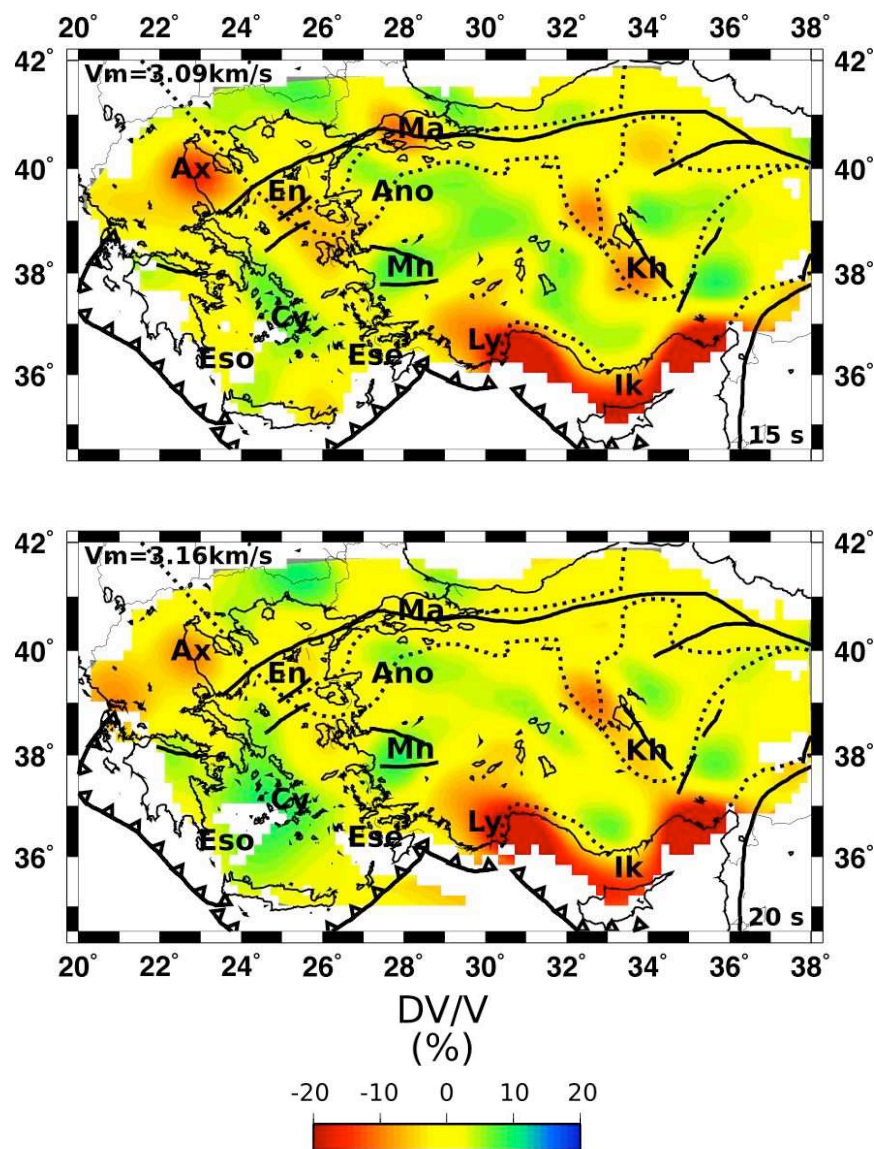 42° 42°
Vm=3.09km/s
Ma
40° Ax 40°
En Ano
38° Mn Kh 38°
Cy
Eso Ese Ly
36° Ik 36°
15 s
20° 22° 24° 26° 28° 30° 32° 34° 36° 38°
42° 42°
Vm=3.16km/s
Ma
40° Ax 40°
En Ano
38° Mn Kh 38°
Cy
Eso Ese Ly
36° Ik 36°
20 s
20° 22° 24° 26° 28° 30° 32° 34° 36° 38°
DV/V
(%)
-20 -10 0 10 20